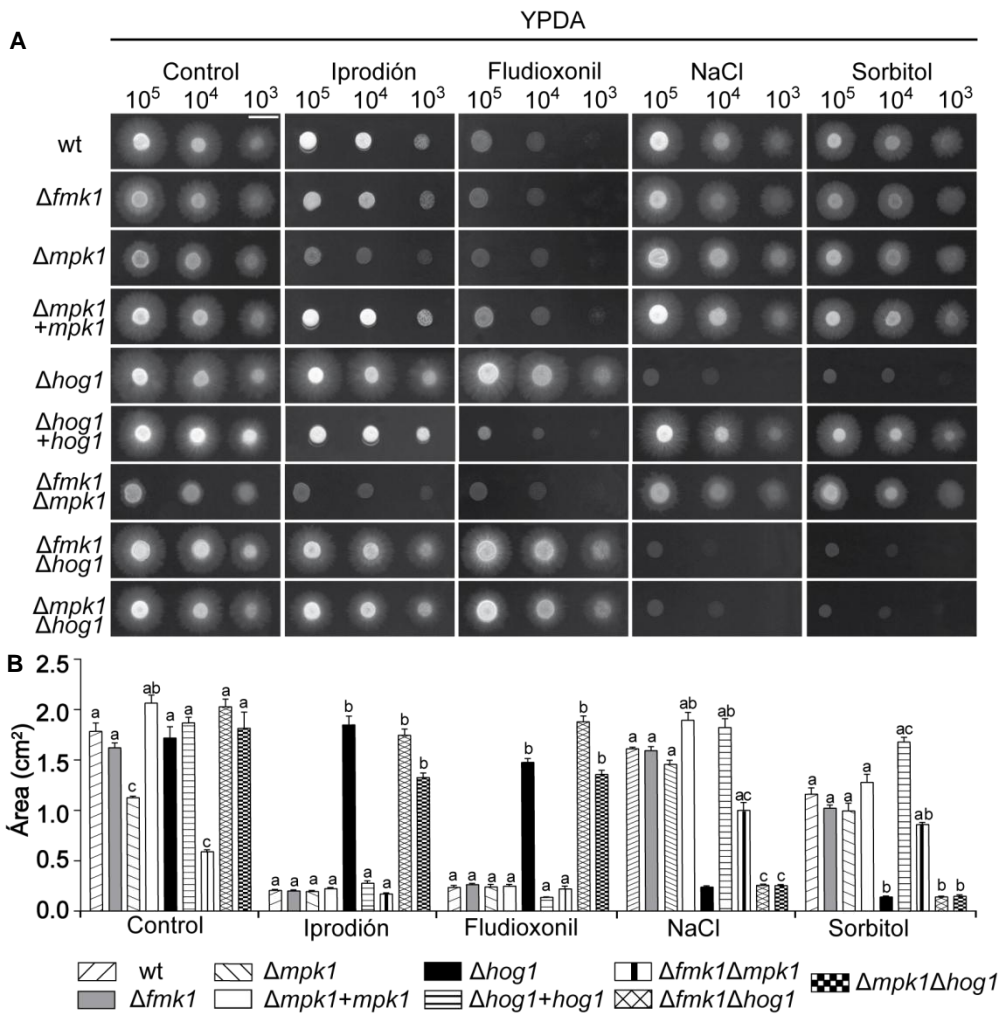 YPDA
A
Control Iprodión Fludioxonil NaCl Sorbitol
10⁵ 10⁴ 10³ 10⁵ 10⁴ 10³ 10⁵ 10⁴ 10³ 10⁵ 10⁴ 10³ 10⁵ 10⁴ 10³
wt
Δfmk1
Δmpk1
Δmpk1
+mpk1
Δhog1
Δhog1
+hog1
Δfmk1
Δmpk1
Δfmk1
Δhog1
Δmpk1
Δhog1
B
Área (cm²)
2.5
2.0
1.5
1.0
0.5
0.0
a a c ab a a c a a
a a a b a a b b
a a a b a a b b
a a a ab ab ac c c
a a a b ac ab b b
Control Iprodión Fludioxonil NaCl Sorbitol
wt Δmpk1 Δhog1 Δfmk1Δmpk1 Δmpk1Δhog1
Δfmk1 Δmpk1+mpk1 Δhog1+hog1 Δfmk1Δhog1